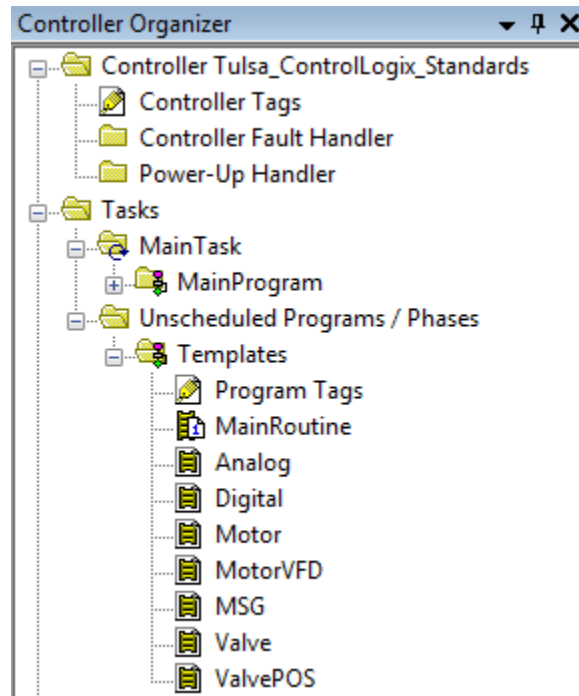 Controller Organizer
Controller Tulsa_ControlLogix_Standards
Controller Tags
Controller Fault Handler
Power-Up Handler
Tasks
MainTask
MainProgram
Unscheduled Programs / Phases
Templates
Program Tags
MainRoutine
Analog
Digital
Motor
MotorVFD
MSG
Valve
ValvePOS